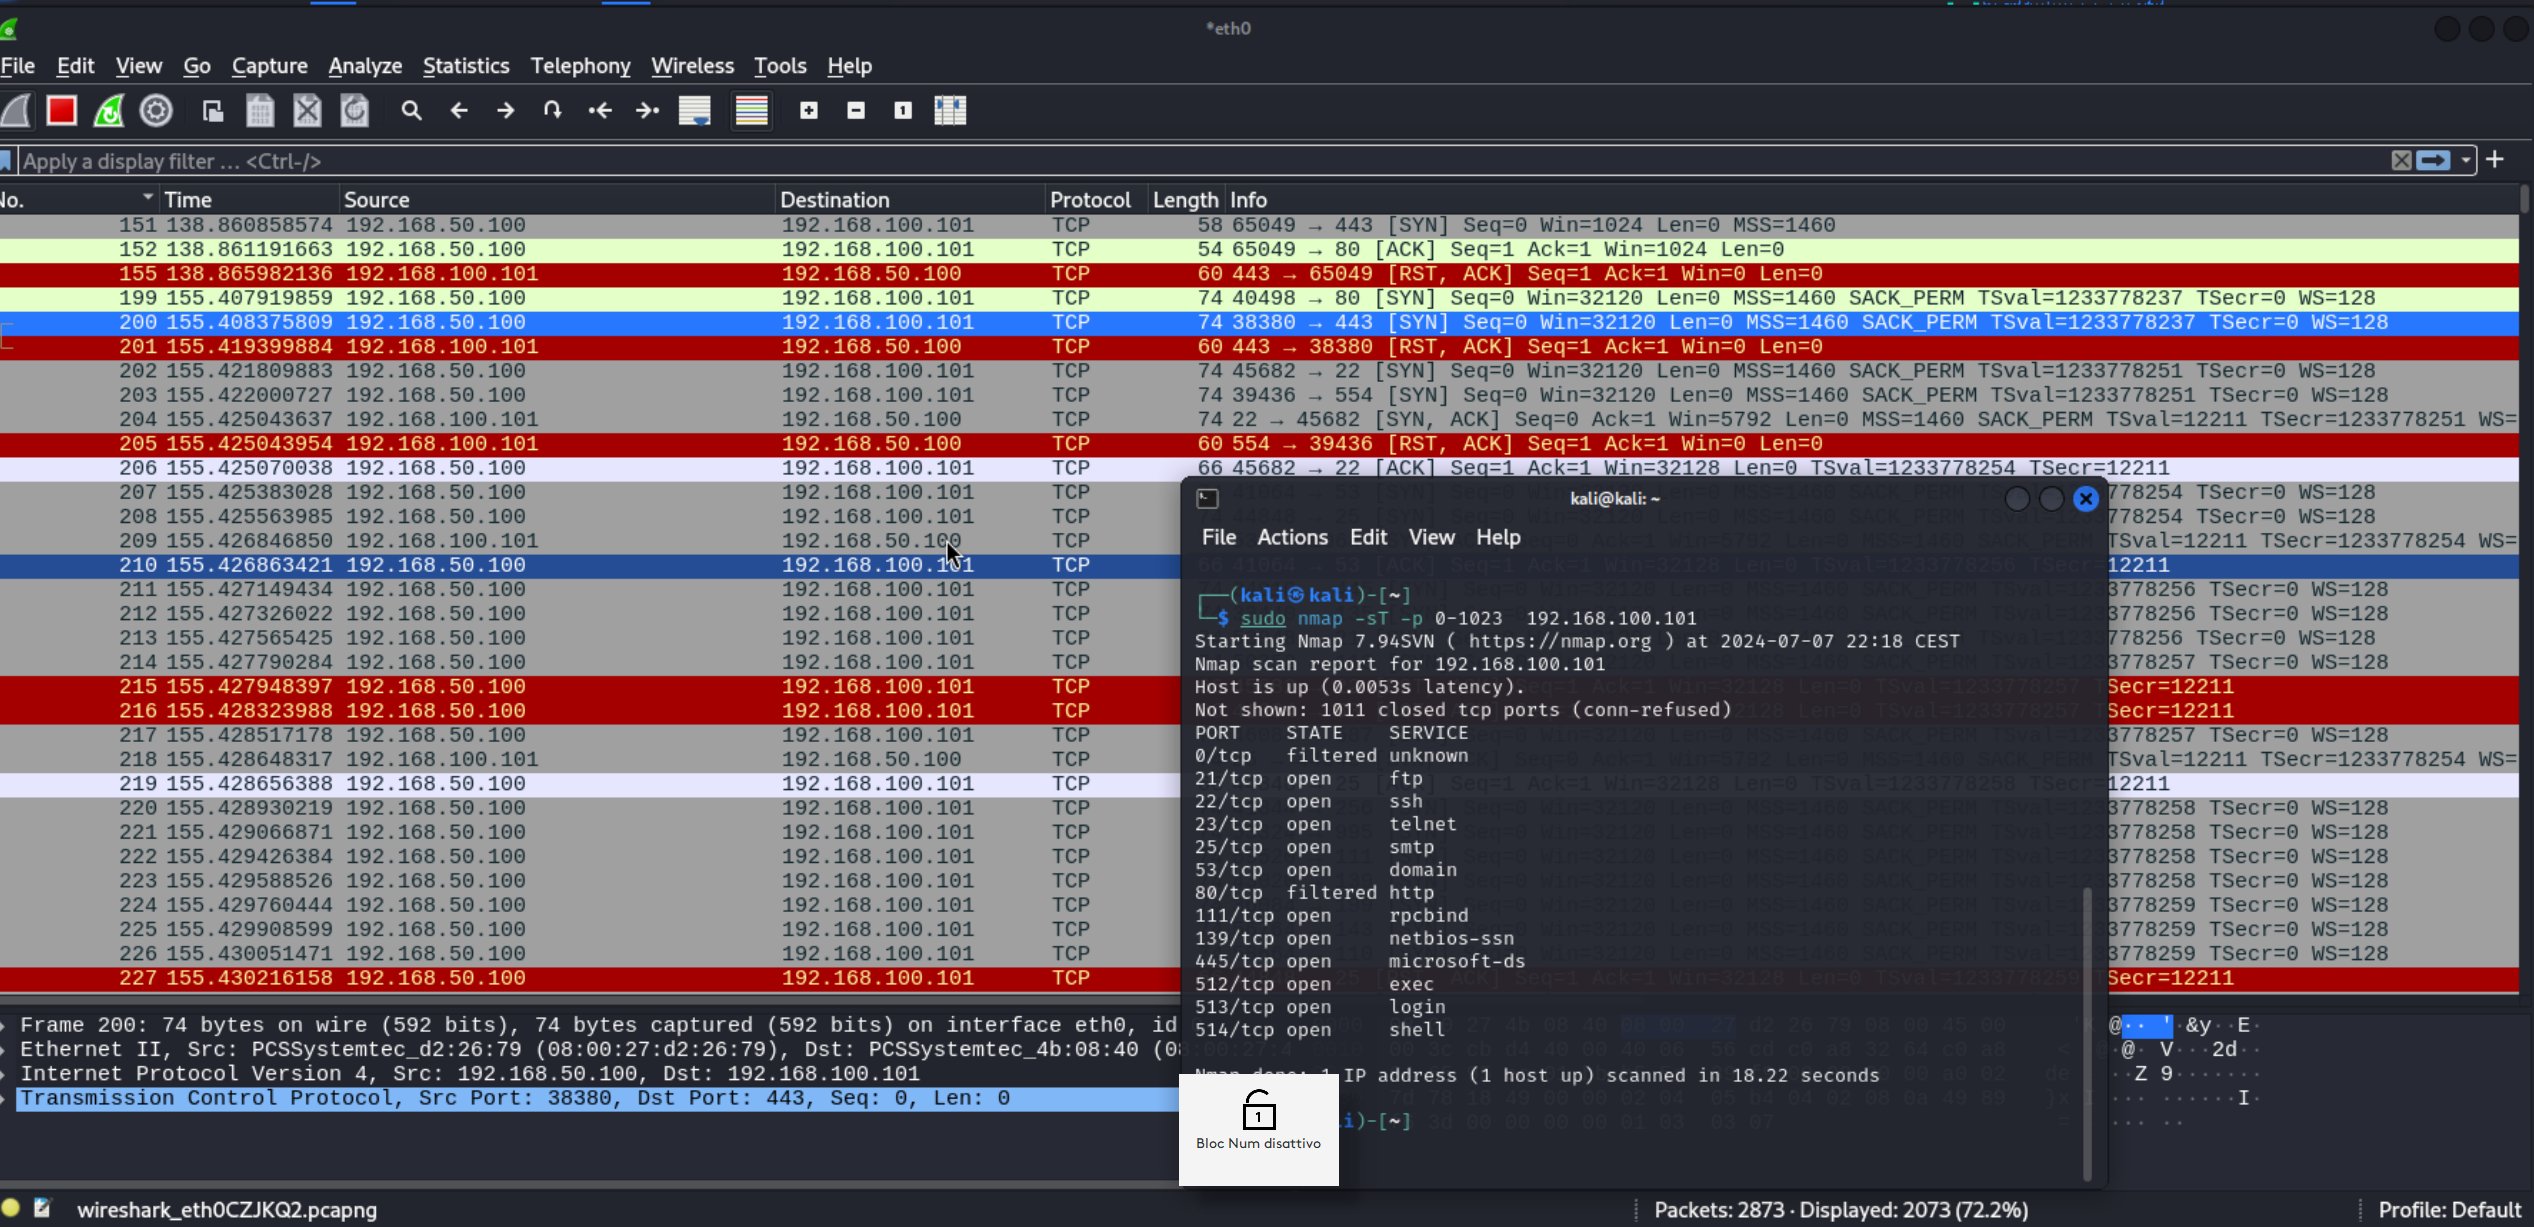 *eth0
File Edit View Go Capture Analyze Statistics Telephony Wireless Tools Help
Apply a display filter … <Ctrl-/>
No. Time Source Destination Protocol Length Info
151 138.860858574 192.168.50.100 192.168.100.101 TCP 58 65049 → 443 [SYN] Seq=0 Win=1024 Len=0 MSS=1460
152 138.861191663 192.168.50.100 192.168.100.101 TCP 54 65049 → 80 [ACK] Seq=1 Ack=1 Win=1024 Len=0
155 138.865982136 192.168.100.101 192.168.50.100 TCP 60 443 → 65049 [RST, ACK] Seq=1 Ack=1 Win=0 Len=0
199 155.407919859 192.168.50.100 192.168.100.101 TCP 74 40498 → 80 [SYN] Seq=0 Win=32120 Len=0 MSS=1460 SACK_PERM TSval=1233778237 TSecr=0 WS=128
200 155.408375809 192.168.50.100 192.168.100.101 TCP 74 38380 → 443 [SYN] Seq=0 Win=32120 Len=0 MSS=1460 SACK_PERM TSval=1233778237 TSecr=0 WS=128
201 155.419399884 192.168.100.101 192.168.50.100 TCP 60 443 → 38380 [RST, ACK] Seq=1 Ack=1 Win=0 Len=0
202 155.421809883 192.168.50.100 192.168.100.101 TCP 74 45682 → 22 [SYN] Seq=0 Win=32120 Len=0 MSS=1460 SACK_PERM TSval=1233778251 TSecr=0 WS=128
203 155.422000727 192.168.50.100 192.168.100.101 TCP 74 39436 → 554 [SYN] Seq=0 Win=32120 Len=0 MSS=1460 SACK_PERM TSval=1233778251 TSecr=0 WS=128
204 155.425043637 192.168.100.101 192.168.50.100 TCP 74 22 → 45682 [SYN, ACK] Seq=0 Ack=1 Win=5792 Len=0 MSS=1460 SACK_PERM TSval=12211 TSecr=1233778251 WS=
205 155.425043954 192.168.100.101 192.168.50.100 TCP 60 554 → 39436 [RST, ACK] Seq=1 Ack=1 Win=0 Len=0
206 155.425070038 192.168.50.100 192.168.100.101 TCP 66 45682 → 22 [ACK] Seq=1 Ack=1 Win=32128 Len=0 TSval=1233778254 TSecr=12211
207 155.425383028 192.168.50.100 192.168.100.101 TCP 78254 TSecr=0 WS=128
208 155.425563985 192.168.50.100 192.168.100.101 TCP 78254 TSecr=0 WS=128
209 155.426846850 192.168.100.101 192.168.50.100 TCP TSval=12211 TSecr=1233778254 WS=
210 155.426863421 192.168.50.100 192.168.100.101 TCP 12211
211 155.427149434 192.168.50.100 192.168.100.101 TCP 3778256 TSecr=0 WS=128
212 155.427326022 192.168.50.100 192.168.100.101 TCP 3778256 TSecr=0 WS=128
213 155.427565425 192.168.50.100 192.168.100.101 TCP 78256 TSecr=0 WS=128
214 155.427790284 192.168.50.100 192.168.100.101 TCP 778257 TSecr=0 WS=128
215 155.427948397 192.168.50.100 192.168.100.101 TCP TSecr=12211
216 155.428323988 192.168.50.100 192.168.100.101 TCP TSecr=12211
217 155.428517178 192.168.50.100 192.168.100.101 TCP 778257 TSecr=0 WS=128
218 155.428648317 192.168.100.101 192.168.50.100 TCP TSval=12211 TSecr=1233778254 WS=
219 155.428656388 192.168.50.100 192.168.100.101 TCP 12211
220 155.428930219 192.168.50.100 192.168.100.101 TCP 3778258 TSecr=0 WS=128
221 155.429066871 192.168.50.100 192.168.100.101 TCP 3778258 TSecr=0 WS=128
222 155.429426384 192.168.50.100 192.168.100.101 TCP 3778258 TSecr=0 WS=128
223 155.429588526 192.168.50.100 192.168.100.101 TCP 3778258 TSecr=0 WS=128
224 155.429760444 192.168.50.100 192.168.100.101 TCP 3778259 TSecr=0 WS=128
225 155.429908599 192.168.50.100 192.168.100.101 TCP 3778259 TSecr=0 WS=128
226 155.430051471 192.168.50.100 192.168.100.101 TCP 3778259 TSecr=0 WS=128
227 155.430216158 192.168.50.100 192.168.100.101 TCP TSecr=12211
Frame 200: 74 bytes on wire (592 bits), 74 bytes captured (592 bits) on interface eth0, id
Ethernet II, Src: PCSSystemtec_d2:26:79 (08:00:27:d2:26:79), Dst: PCSSystemtec_4b:08:40 (08:00:27:4
Internet Protocol Version 4, Src: 192.168.50.100, Dst: 192.168.100.101
Transmission Control Protocol, Src Port: 38380, Dst Port: 443, Seq: 0, Len: 0
@·· '·&y··E·
·@· V···2d··
··Z 9·······
kali@kali: ~
File Actions Edit View Help
┌──(kali㉿kali)-[~]
└─$ sudo nmap -sT -p 0-1023 192.168.100.101
Starting Nmap 7.94SVN ( https://nmap.org ) at 2024-07-07 22:18 CEST
Nmap scan report for 192.168.100.101
Host is up (0.0053s latency).
Not shown: 1011 closed tcp ports (conn-refused)
PORT STATE SERVICE
0/tcp filtered unknown
21/tcp open ftp
22/tcp open ssh
23/tcp open telnet
25/tcp open smtp
53/tcp open domain
80/tcp filtered http
111/tcp open rpcbind
139/tcp open netbios-ssn
445/tcp open microsoft-ds
512/tcp open exec
513/tcp open login
514/tcp open shell
Nmap done: 1 IP address (1 host up) scanned in 18.22 seconds
i)-[~]
1
Bloc Num disattivo
wireshark_eth0CZJKQ2.pcapng
Packets: 2873 · Displayed: 2073 (72.2%)
Profile: Default